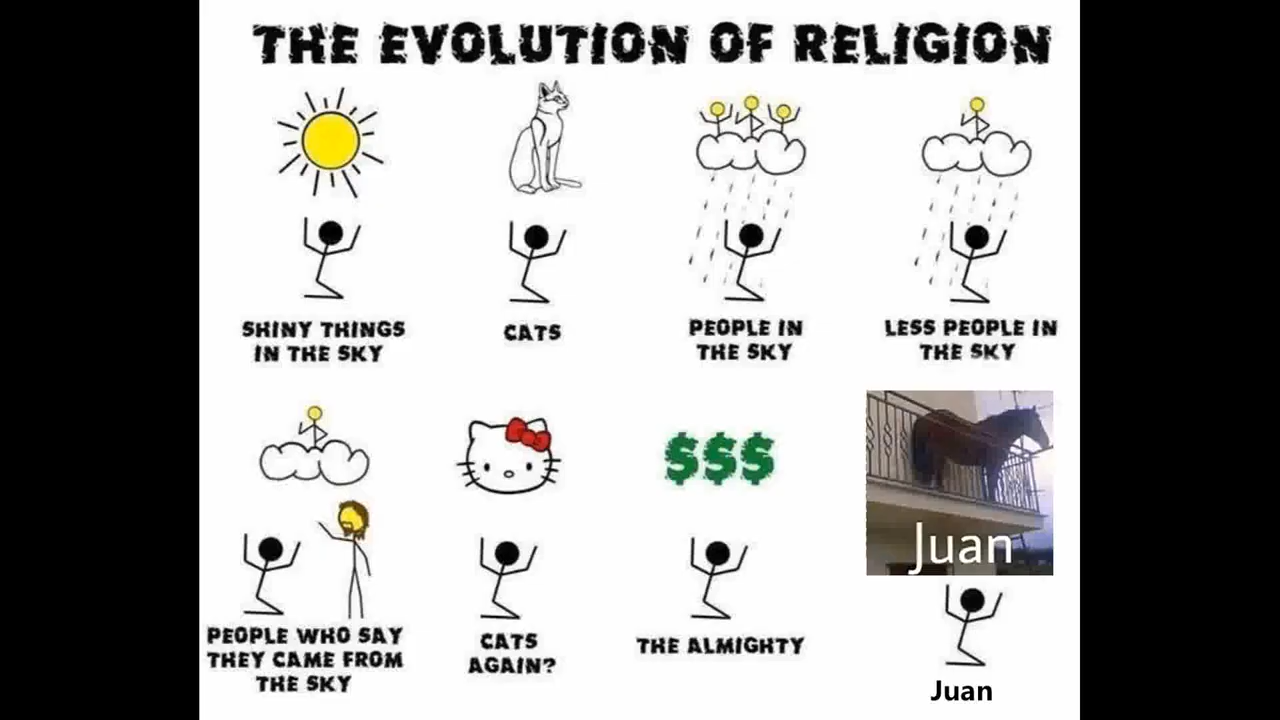 THE EVOLUTION OF RELIGION
SHINY THINGS
IN THE SKY
CATS
PEOPLE IN
THE SKY
LESS PEOPLE IN
THE SKY
$$$
Juan
PEOPLE WHO SAY
THEY CAME FROM
THE SKY
CATS
AGAIN?
THE ALMIGHTY
Juan